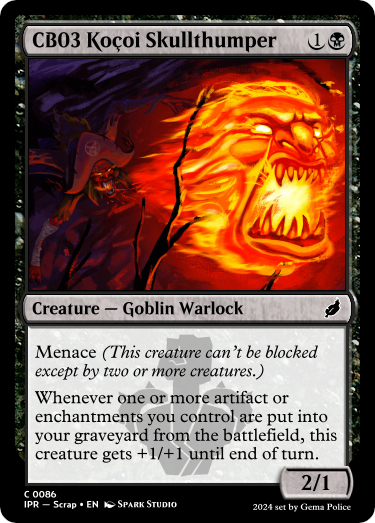 CB03 Koçoi Skullthumper 1
Creature — Goblin Warlock
Menace (This creature can't be blocked
except by two or more creatures.)
Whenever one or more artifact or
enchantments you control are put into
your graveyard from the battlefield, this
creature gets +1/+1 until end of turn.
2/1
C 0086
IPR — Scrap • EN Spark Studio
2024 set by Gema Police